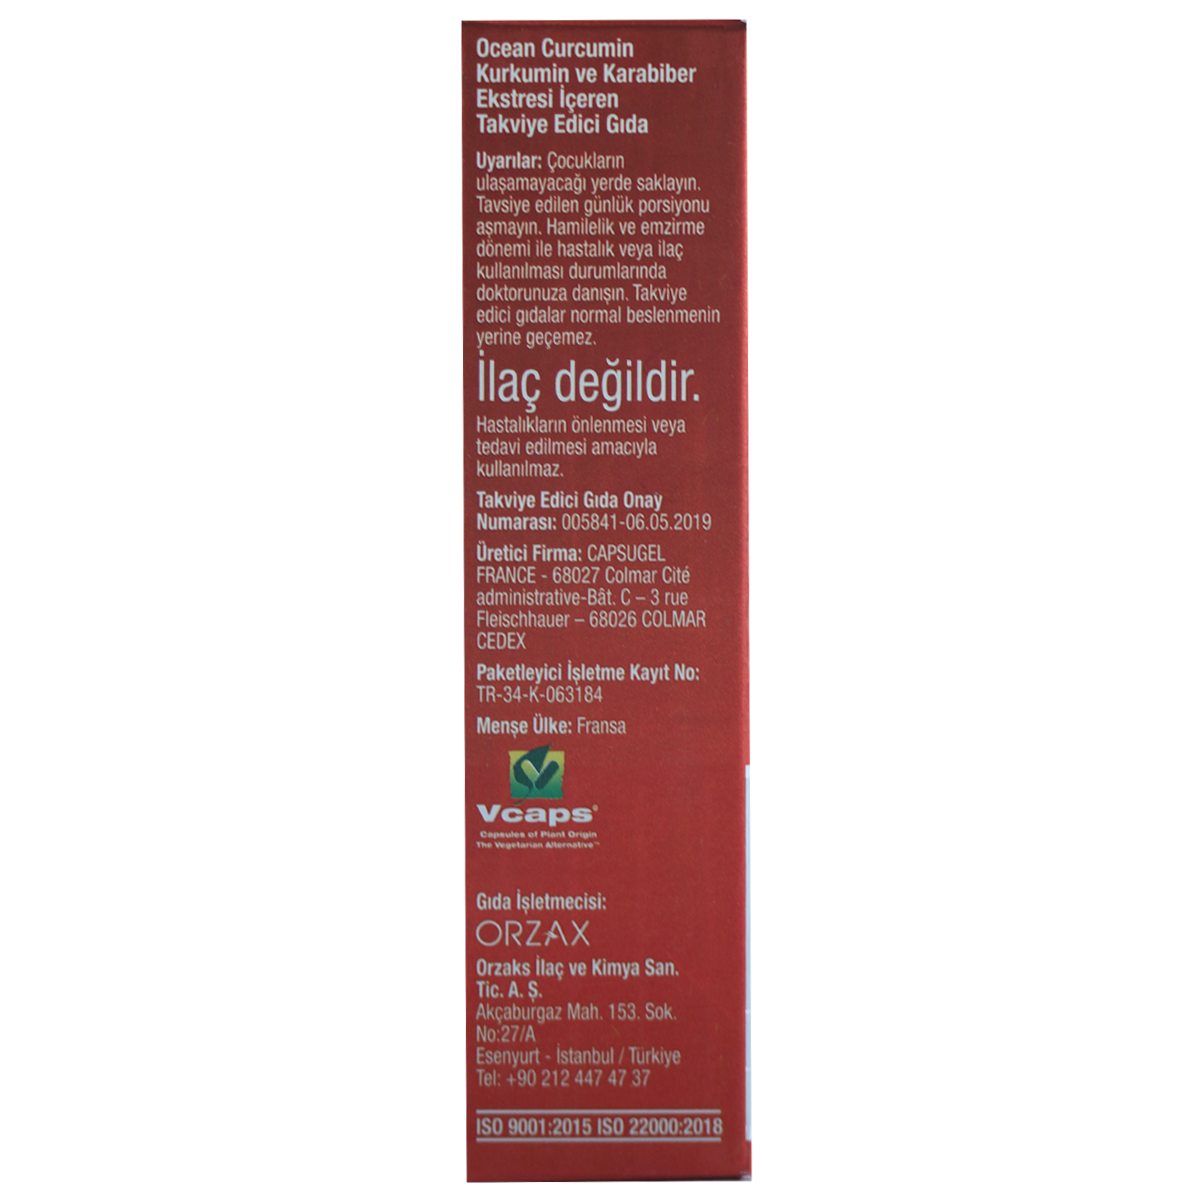 Ocean Curcumin
Kurkumin ve Karabiber
Ekstresi İçeren
Takviye Edici Gıda
Uyarılar: Çocukların
ulaşamayacağı yerde saklayın.
Tavsiye edilen günlük porsiyonu
aşmayın. Hamilelik ve emzirme
dönemi ile hastalık veya ilaç
kullanılması durumlarında
doktorunuza danışın. Takviye
edici gıdalar normal beslenmenin
yerine geçemez.
İlaç değildir.
Hastalıkların önlenmesi veya
tedavi edilmesi amacıyla
kullanılmaz.
Takviye Edici Gıda Onay
Numarası: 005841-06.05.2019
Üretici Firma: CAPSUGEL
FRANCE - 68027 Colmar Cité
administrative-Bât. C – 3 rue
Fleischhauer – 68026 COLMAR
CEDEX
Paketleyici İşletme Kayıt No:
TR-34-K-063184
Menşe Ülke: Fransa
Vcaps®
Capsules of Plant Origin
The Vegetarian Alternative™
Gıda İşletmecisi:
ORZAX
Orzaks İlaç ve Kimya San.
Tic. A. Ş.
Akçaburgaz Mah. 153. Sok.
No:27/A
Esenyurt - İstanbul / Türkiye
Tel: +90 212 447 47 37
ISO 9001:2015 ISO 22000:2018